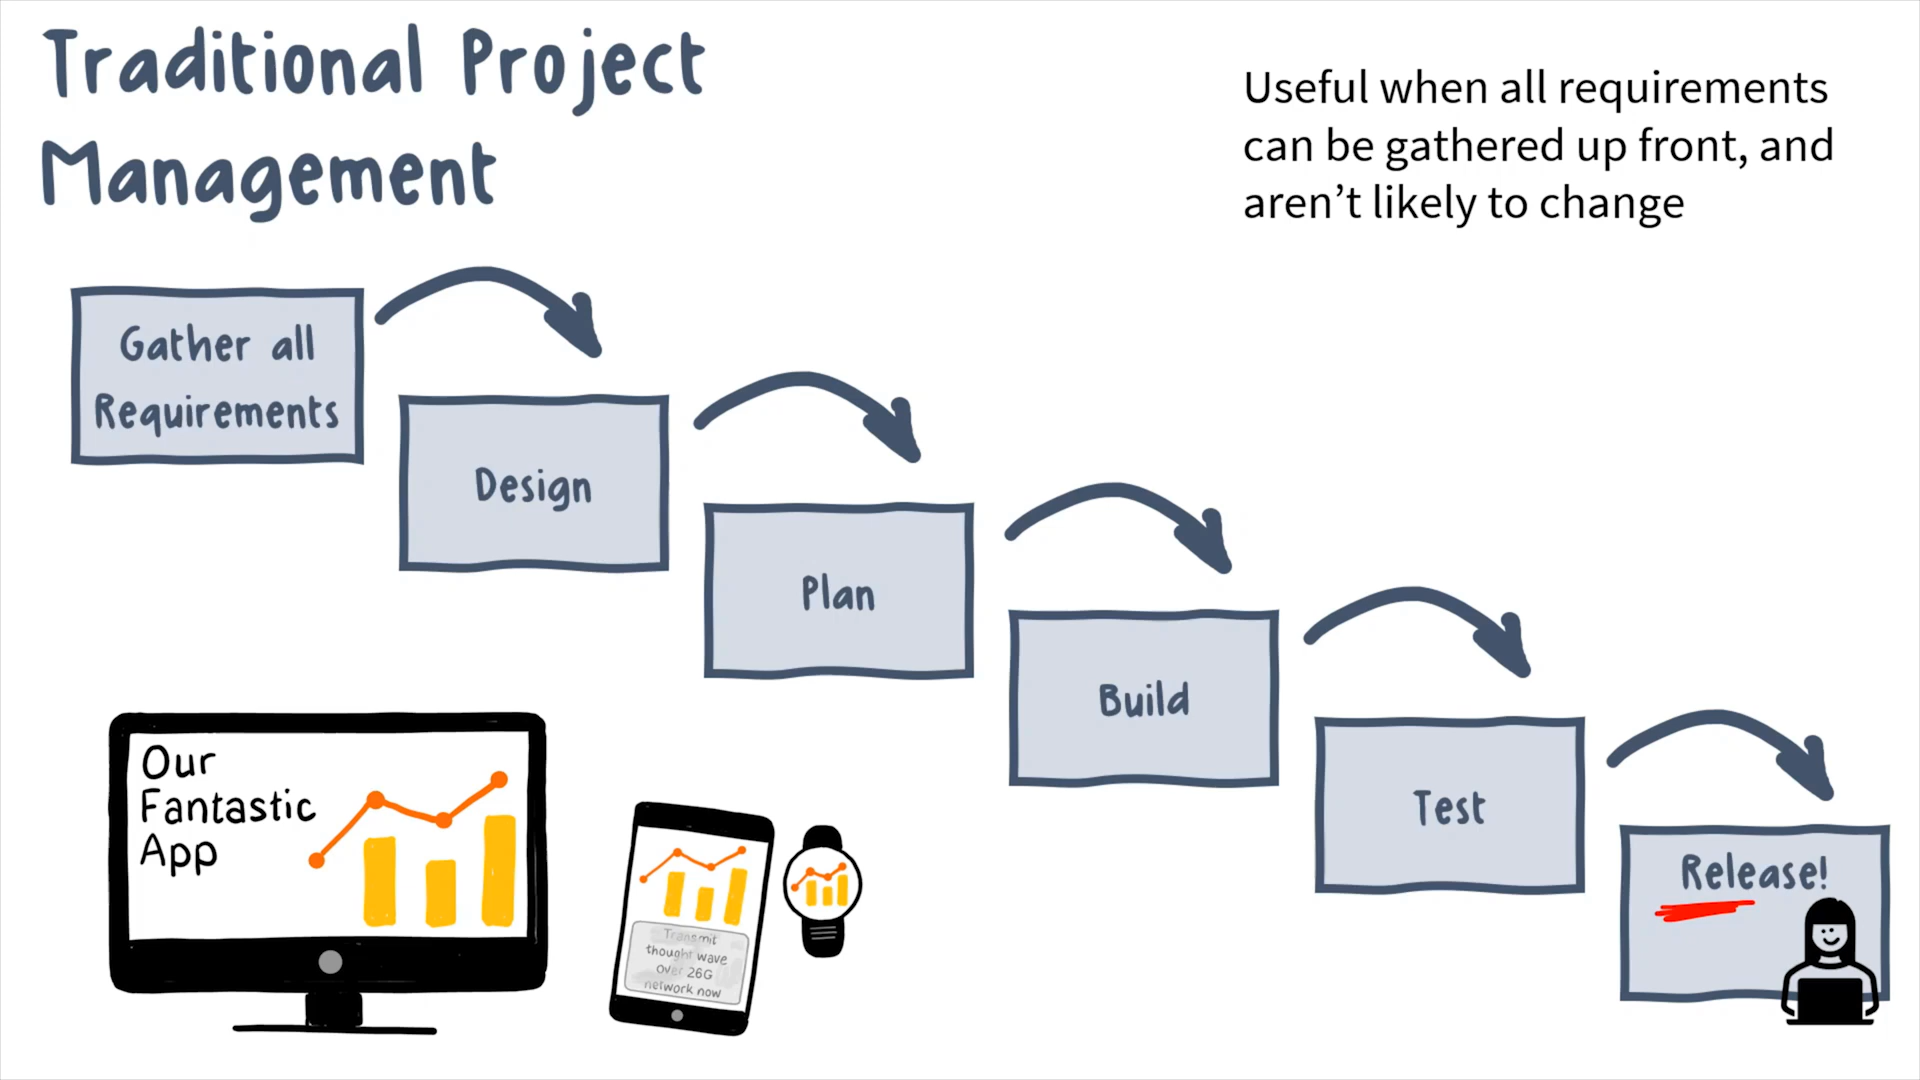 Traditional Project
Management
Useful when all requirements
can be gathered up front, and
aren’t likely to change
Gather all
Requirements
Design
Plan
Build
Test
Release!
Our
Fantastic
App
Transmit
thought wave
over 26G
network now